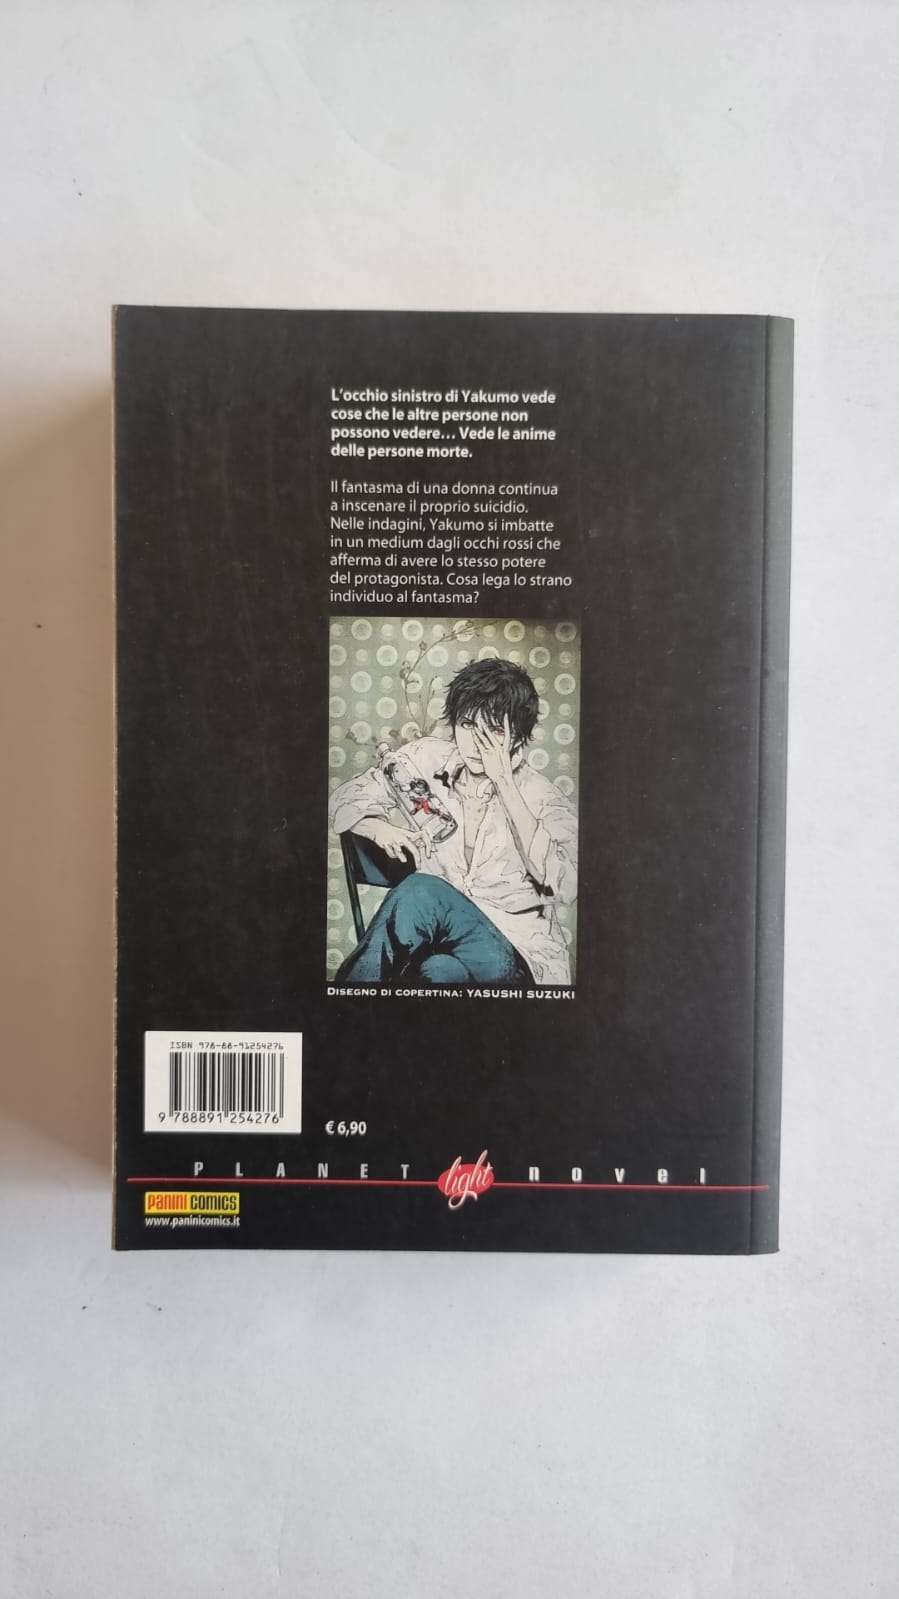 L'occhio sinistro di Yakumo vede
cose che le altre persone non
possono vedere... Vede le anime
delle persone morte.
Il fantasma di una donna continua
a inscenare il proprio suicidio.
Nelle indagini, Yakumo si imbatte
in un medium dagli occhi rossi che
afferma di avere lo stesso potere
del protagonista. Cosa lega lo strano
individuo al fantasma?
DISEGNO DI COPERTINA: YASUSHI SUZUKI
ISBN 978-88-91254276
9 788891 254276
€ 6,90
PLANET light novel
PANINI COMICS
www.paninicomics.it